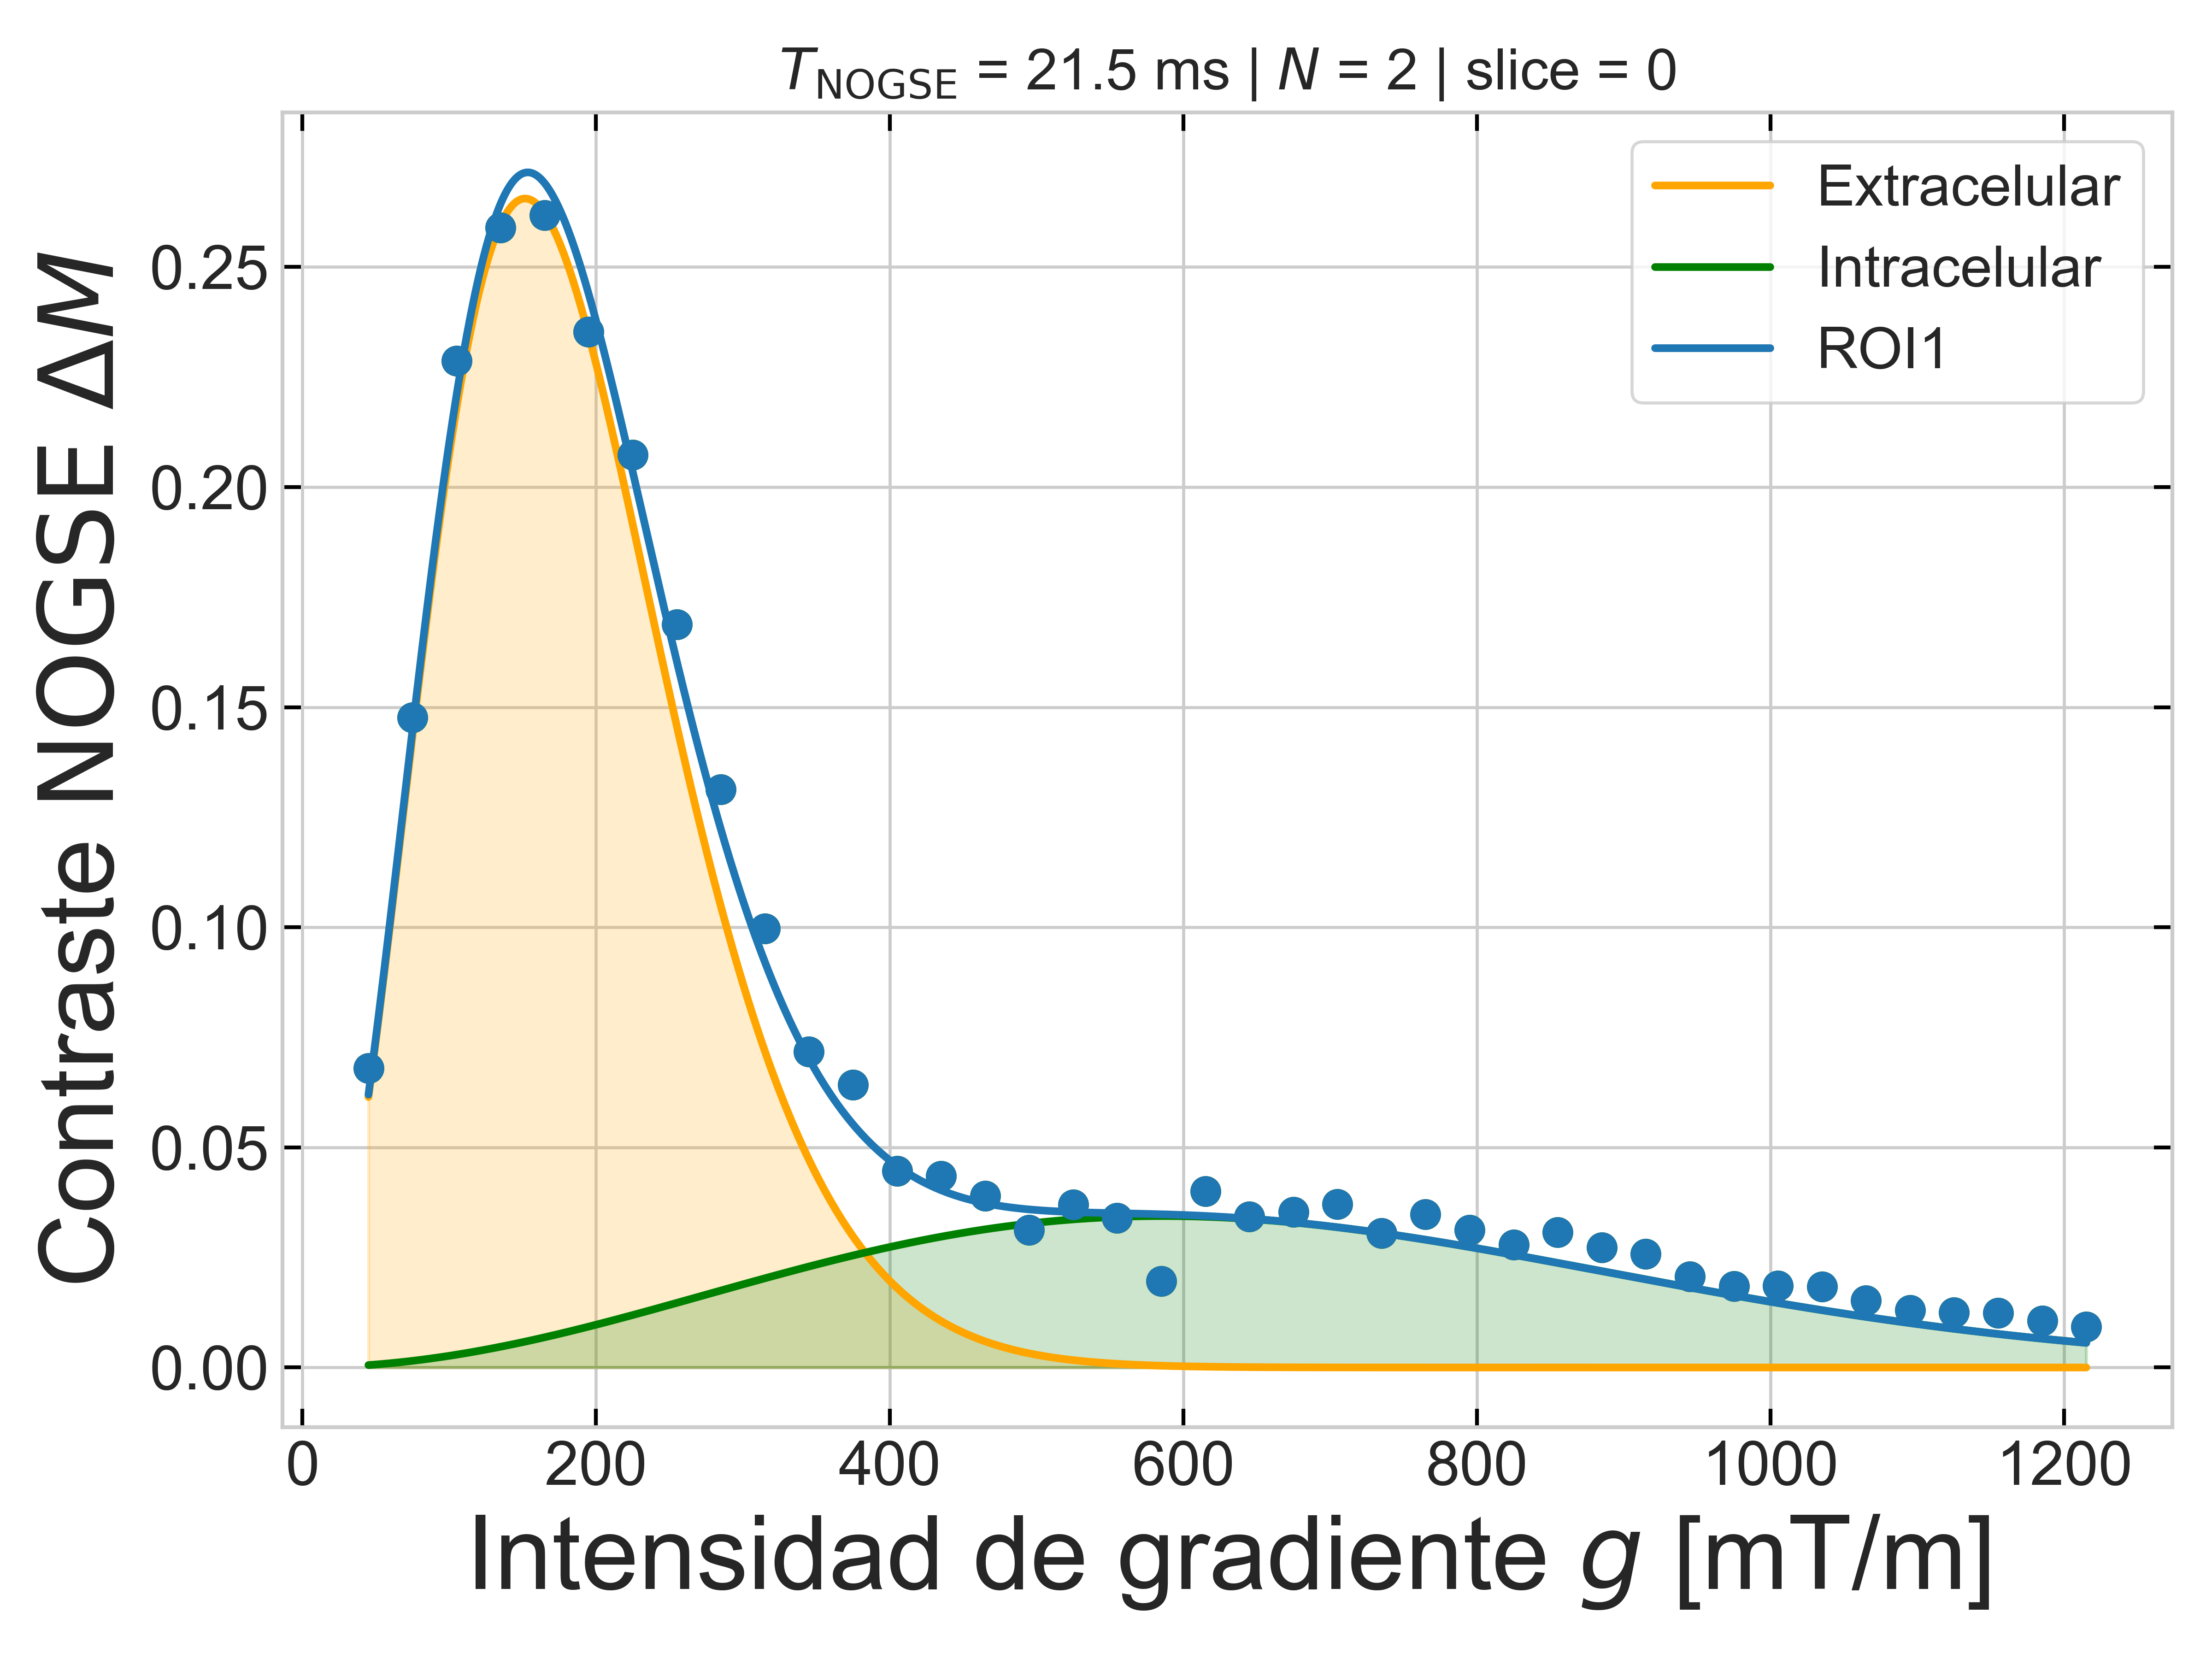 T_NOGSE = 21.5 ms | N = 2 | slice = 0
Extracelular
Intracelular
ROI1
Contraste NOGSE ΔM
0.25
0.20
0.15
0.10
0.05
0.00
0 200 400 600 800 1000 1200
Intensidad de gradiente g [mT/m]